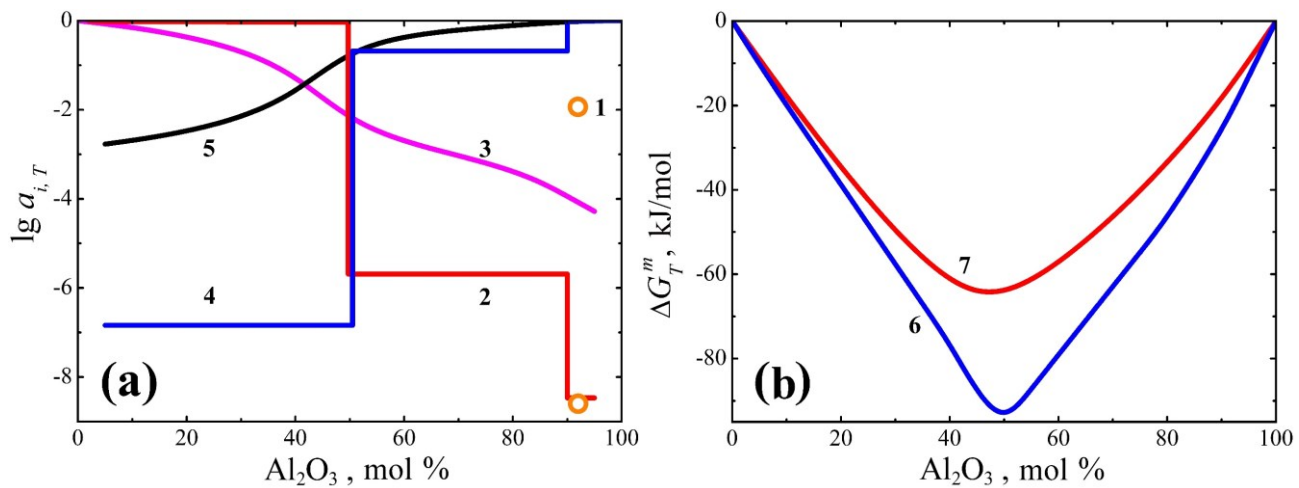 0
-2
-4
-6
-8
lg a_{i, T}
1
5
3
4
2
(a)
0 20 40 60 80 100
Al₂O₃ , mol %
0
-20
-40
-60
-80
ΔG_T^m , kJ/mol
7
6
(b)
0 20 40 60 80 100
Al₂O₃ , mol %